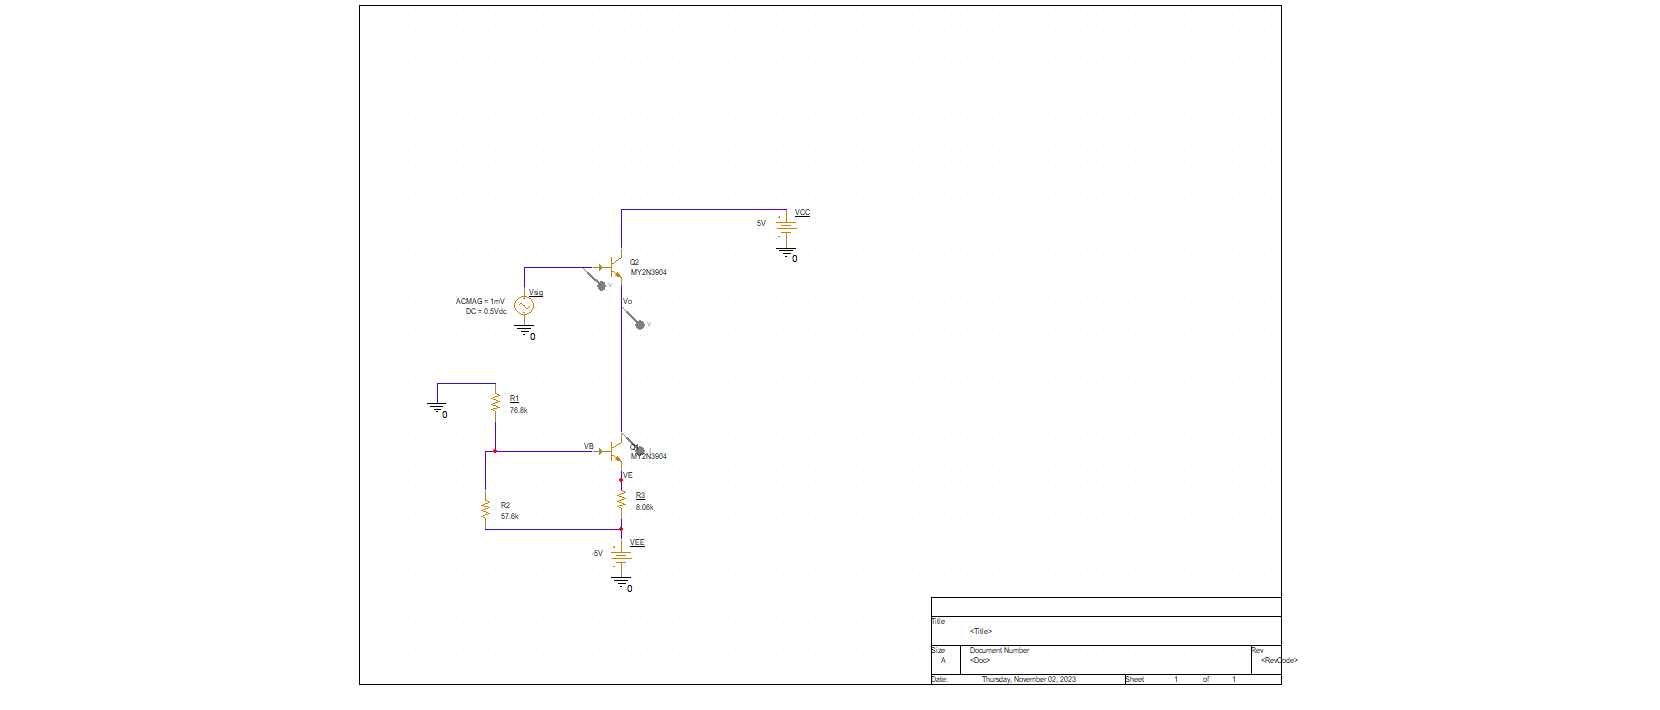 VCC
5V
0
Q2
MY2N3904
V
Vsig
ACMAG = 1mV
DC = 0.5Vdc
0
Vo
V
R1
76.8k
0
VB
MY2N3904
VE
R3
8.06k
R2
57.6k
VEE
-5V
0
Title
<Title>
Size
A
Document Number
<Doc>
Rev
<RevCode>
Date:
Thursday, November 02, 2023
Sheet
1
of
1